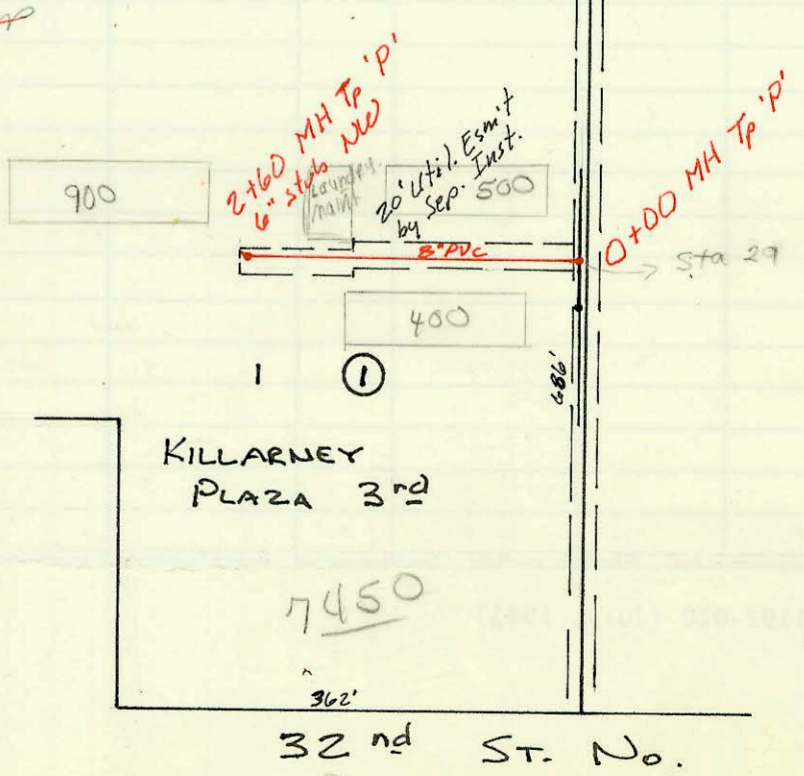 2+60 MH Tp 'P'
6" stub NW
20' Util. Esm't
by Sep. Inst.
0+00 MH Tp 'P'
900
Laundry
maint
500
8" PVC
Sta 29
400
686'
1 1
KILLARNEY
PLAZA 3rd
7450
362'
32nd ST. No.